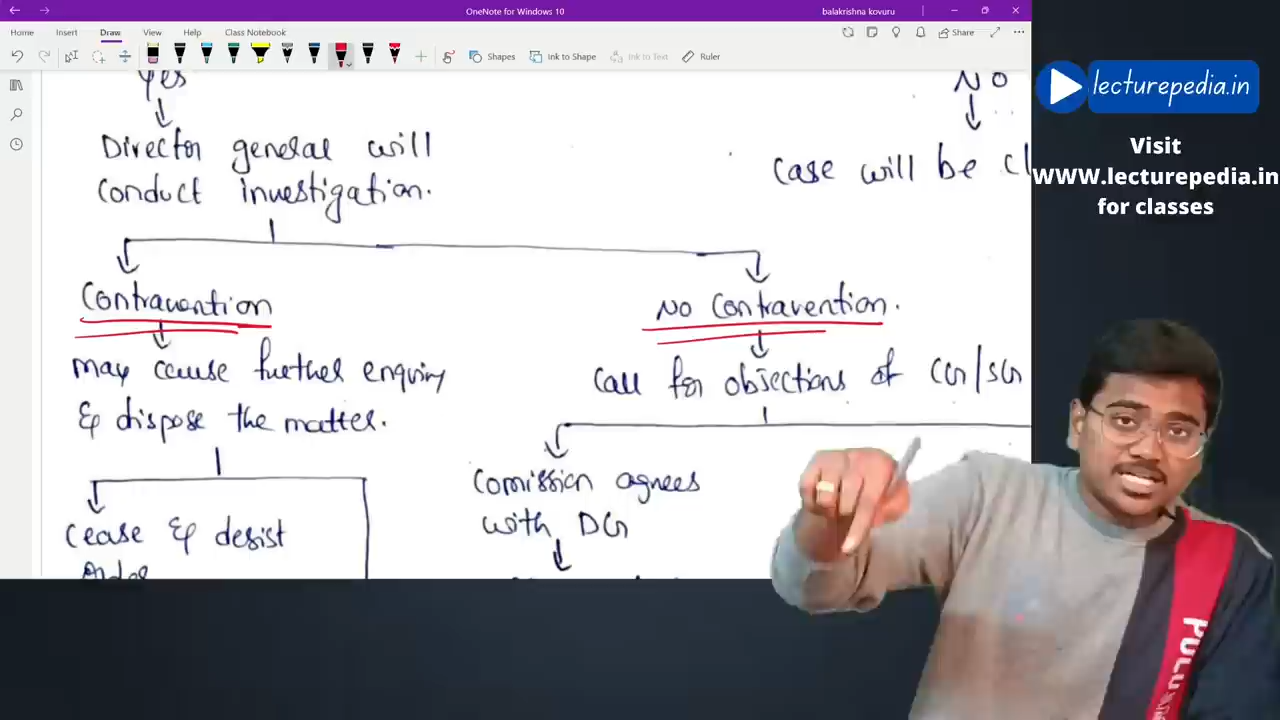 OneNote for Windows 10
balakrishna kovuru
Home Insert Draw View Help Class Notebook
Share
Shapes Ink to Shape Ink to Text Ruler
Yes
No
Director general will
conduct investigation.
Case will be cl
Contravention
No Contravention.
may cause further enquiry
& dispose the matter.
Call for objections of CG/SG
Comission agrees
with DG
Cease & desist
order
lecturepedia.in
Visit
WWW.lecturepedia.in
for classes